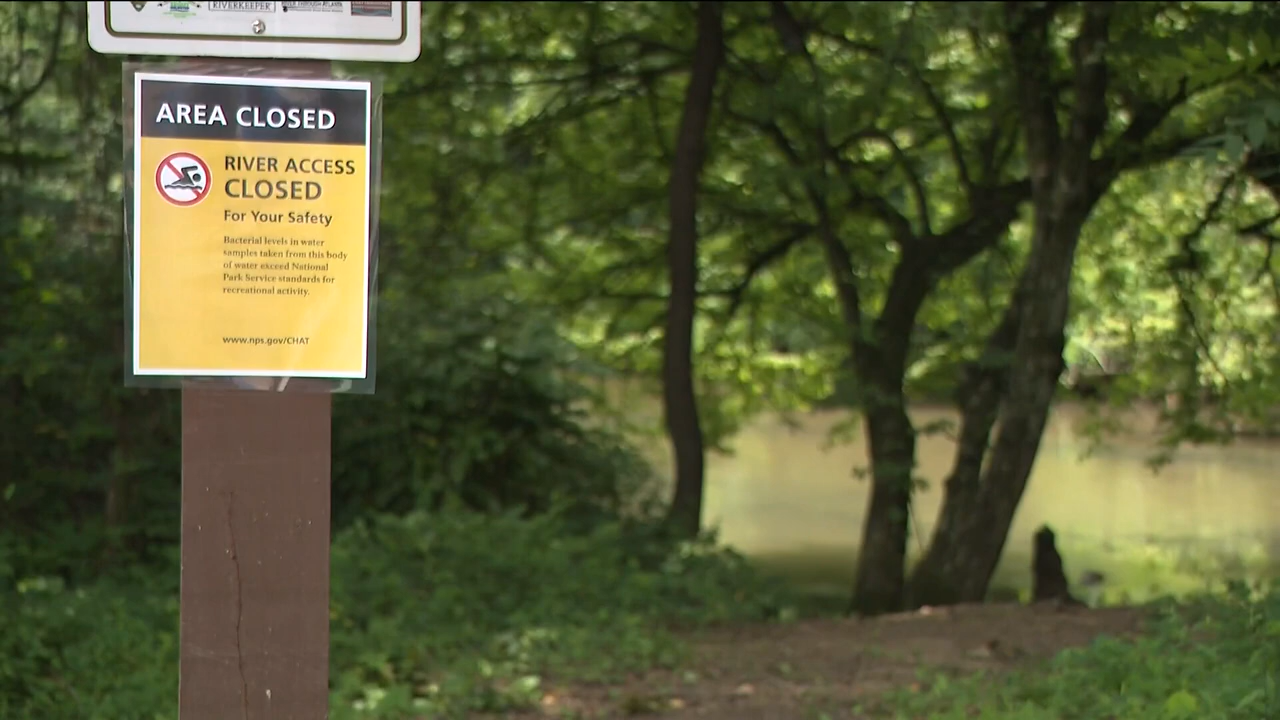 RIVERKEEPER
AREA CLOSED
RIVER ACCESS
CLOSED
For Your Safety
Bacterial levels in water
samples taken from this body
of water exceed National
Park Service standards for
recreational activity.
www.nps.gov/CHAT